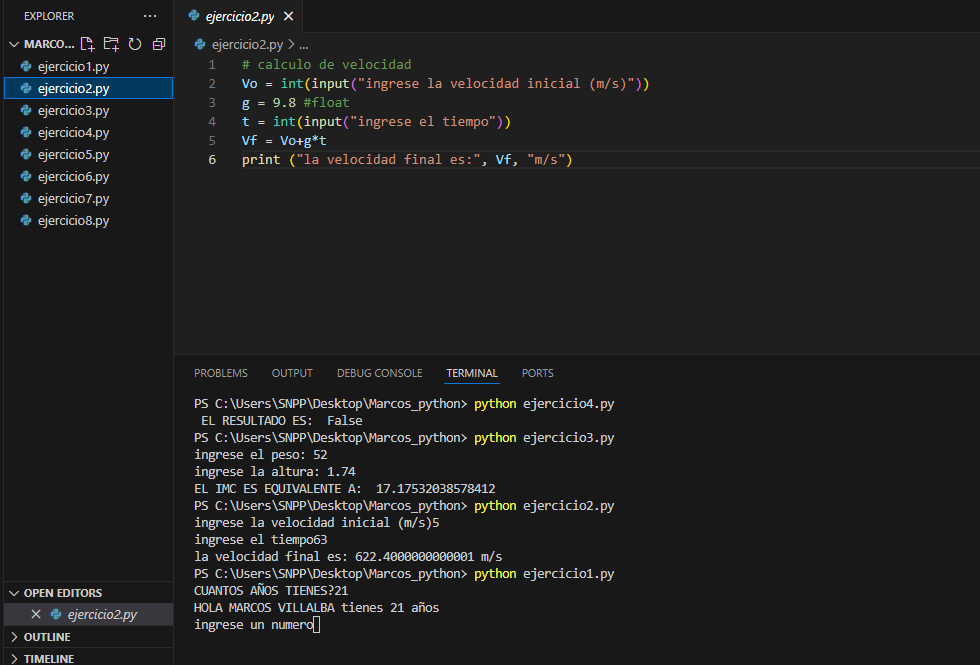 EXPLORER
MARCO...
ejercicio1.py
ejercicio2.py
ejercicio3.py
ejercicio4.py
ejercicio5.py
ejercicio6.py
ejercicio7.py
ejercicio8.py
OPEN EDITORS
ejercicio2.py
OUTLINE
TIMELINE
ejercicio2.py
ejercicio2.py > ...
1 # calculo de velocidad
2 Vo = int(input("ingrese la velocidad inicial (m/s)"))
3 g = 9.8 #float
4 t = int(input("ingrese el tiempo"))
5 Vf = Vo+g*t
6 print ("la velocidad final es:", Vf, "m/s")
PROBLEMS OUTPUT DEBUG CONSOLE TERMINAL PORTS
PS C:\Users\SNPP\Desktop\Marcos_python> python ejercicio4.py
EL RESULTADO ES:  False
PS C:\Users\SNPP\Desktop\Marcos_python> python ejercicio3.py
ingrese el peso: 52
ingrese la altura: 1.74
EL IMC ES EQUIVALENTE A:  17.17532038578412
PS C:\Users\SNPP\Desktop\Marcos_python> python ejercicio2.py
ingrese la velocidad inicial (m/s)5
ingrese el tiempo63
la velocidad final es: 622.4000000000001 m/s
PS C:\Users\SNPP\Desktop\Marcos_python> python ejercicio1.py
CUANTOS AÑOS TIENES?21
HOLA MARCOS VILLALBA tienes 21 años
ingrese un numero